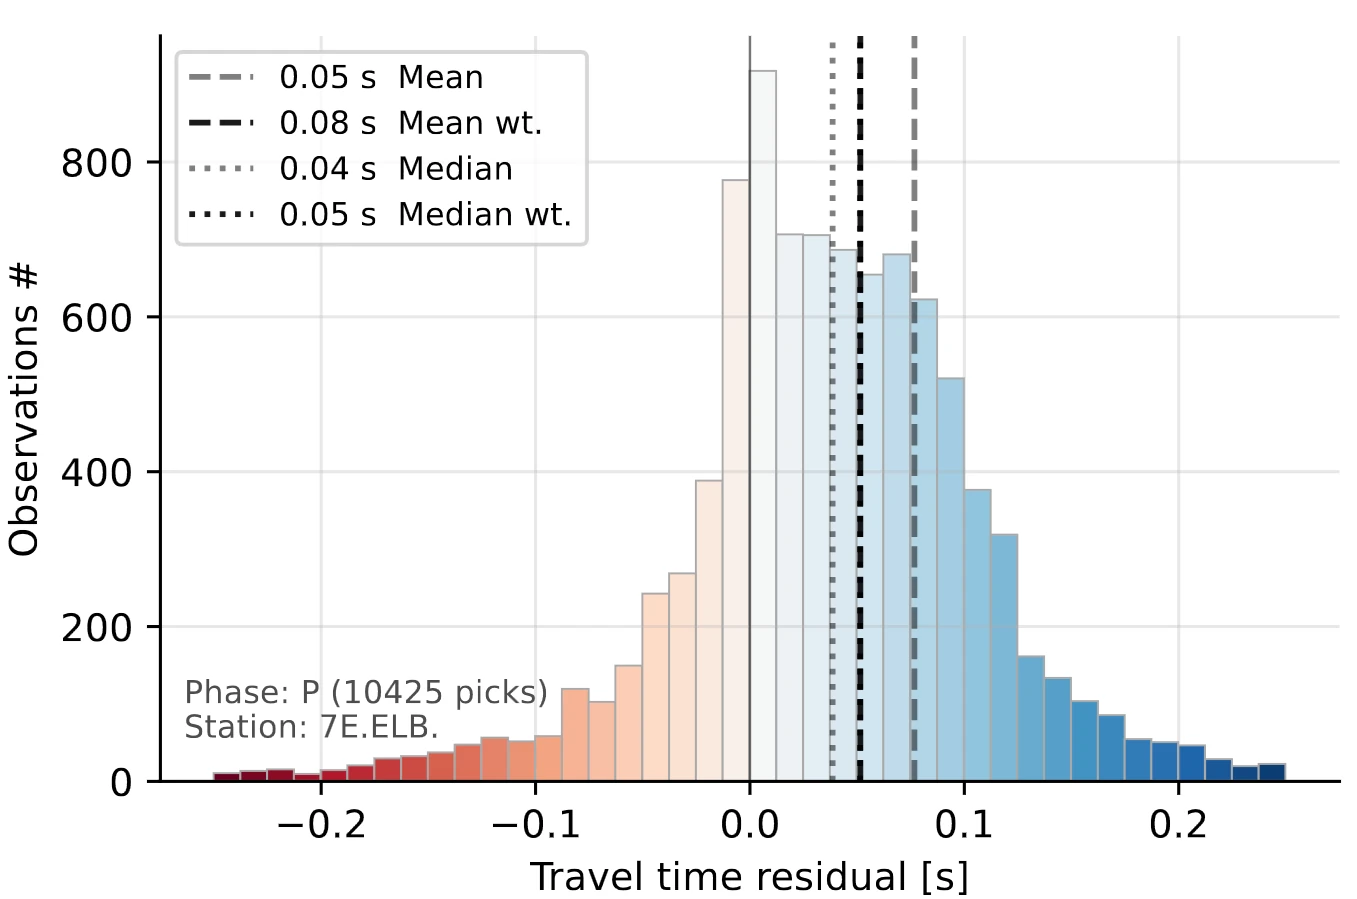 0.05 s Mean
0.08 s Mean wt.
0.04 s Median
0.05 s Median wt.
800
600
400
200
0
Observations #
Phase: P (10425 picks)
Station: 7E.ELB.
−0.2
−0.1
0.0
0.1
0.2
Travel time residual [s]